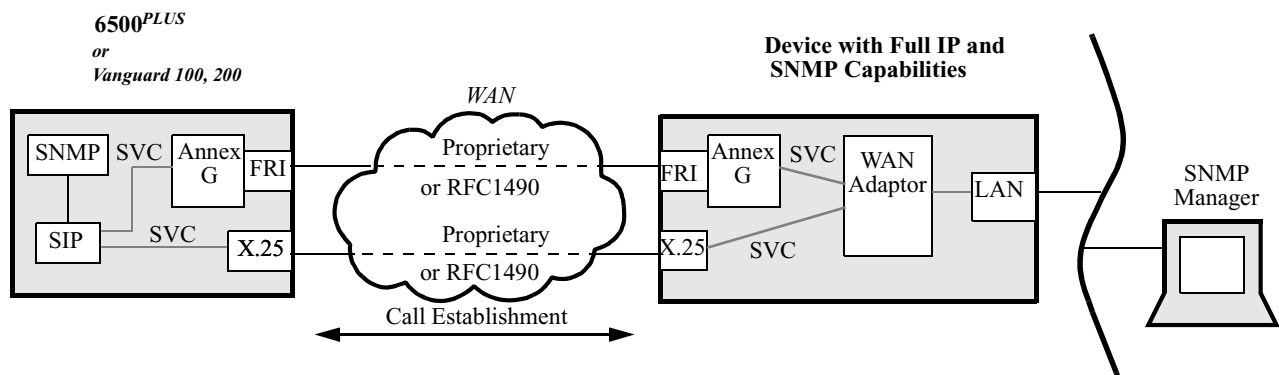 6500PLUS
or
Vanguard 100, 200
Device with Full IP and
SNMP Capabilities
WAN
SNMP
SVC
Annex
G
FRI
SIP
SVC
X.25
Proprietary
or RFC1490
Proprietary
or RFC1490
Call Establishment
FRI
Annex
G
SVC
WAN
Adaptor
LAN
X.25
SVC
SNMP
Manager